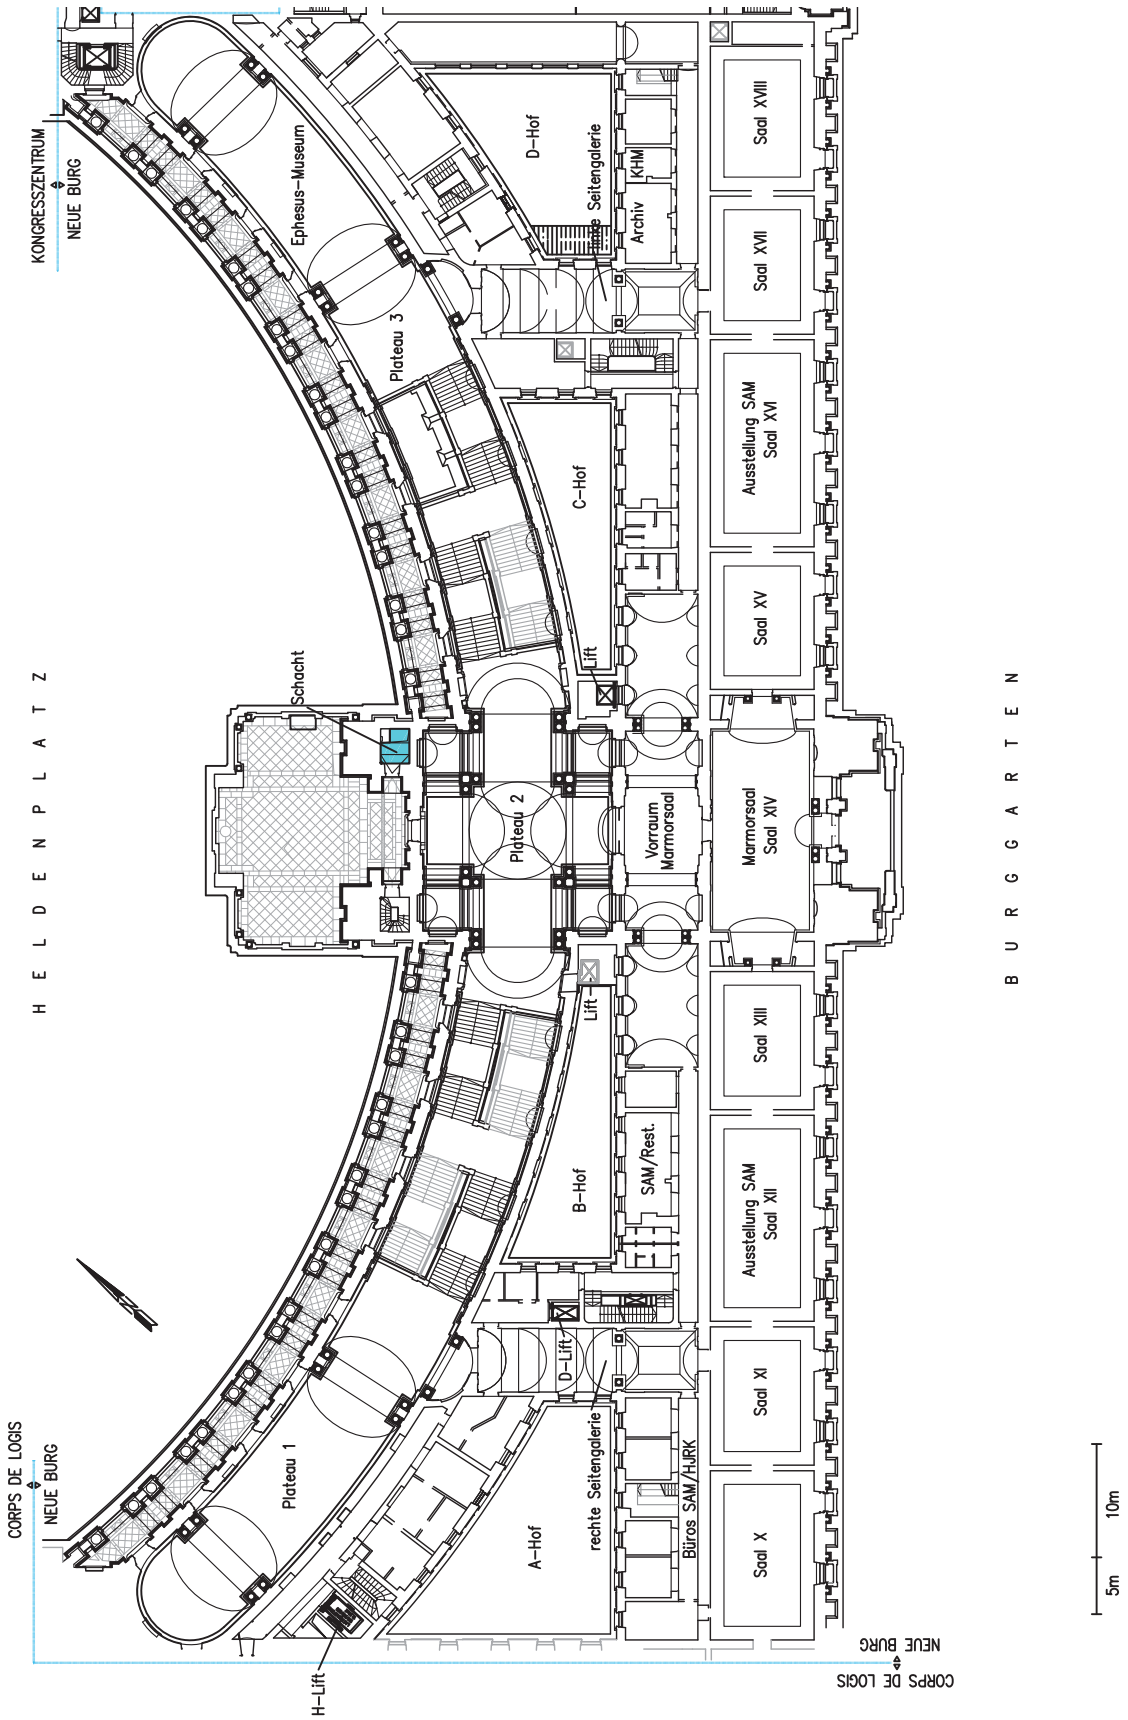 KONGRESSZENTRUM
NEUE BURG
Ephesus-Museum
D-Hof
linke Seitengalerie
KHM
Archiv
Saal XVIII
Saal XVII
Plateau 3
Ausstellung SAM
Saal XVI
C-Hof
Saal XV
Lift
Schacht
HELDENPLATZ
BURGGARTEN
Plateau 2
Vorraum
Marmorsaal
Marmorsaal
Saal XIV
Lift
Saal XIII
SAM/Rest.
B-Hof
Ausstellung SAM
Saal XII
D-Lift
Saal XI
rechte Seitengalerie
Büros SAM/HJRK
CORPS DE LOGIS
NEUE BURG
Plateau 1
A-Hof
Saal X
H-Lift
NEUE BURG
CORPS DE LOGIS
5m
10m